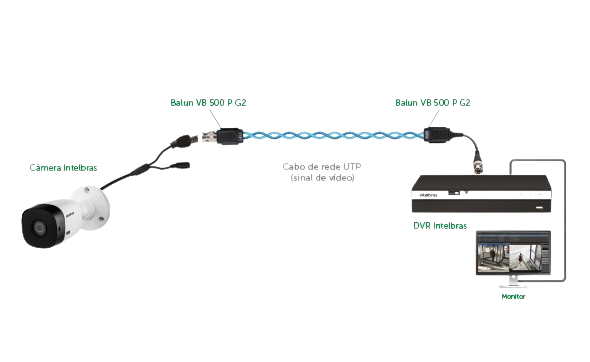 Balun VB 500 P G2
Balun VB 500 P G2
Câmera Intelbras
Cabo de rede UTP
(sinal de vídeo)
intelbras
DVR Intelbras
Monitor